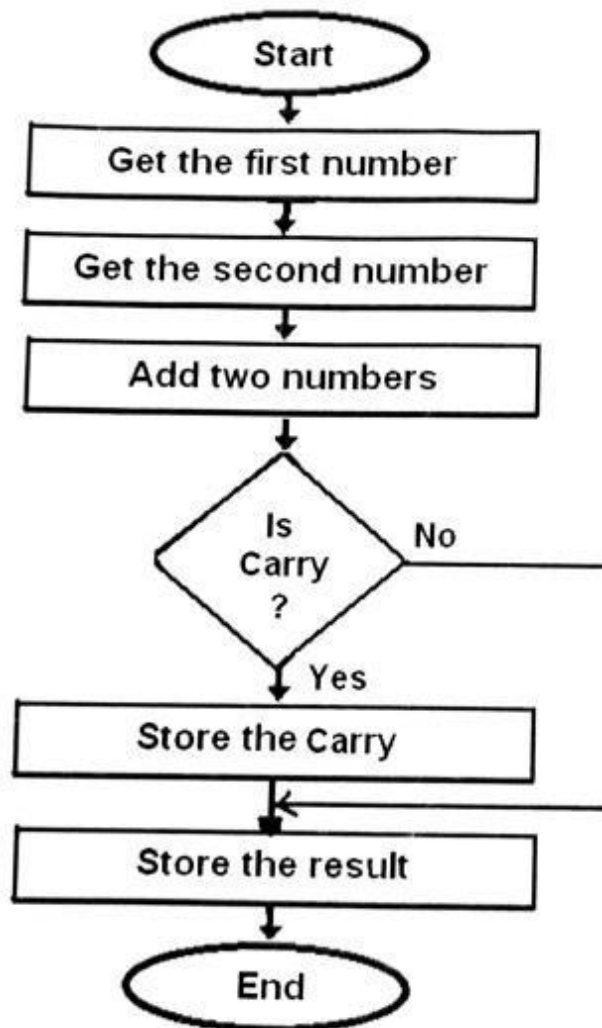 Start
Get the first number
Get the second number
Add two numbers
Is
Carry
?
No
Yes
Store the Carry
Store the result
End